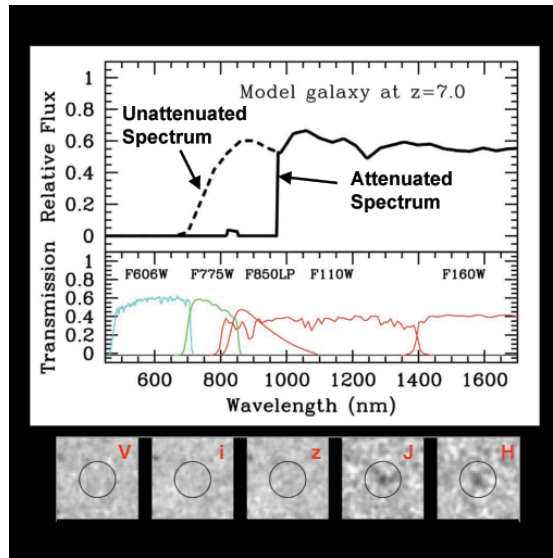 Model galaxy at z=7.0
Unattenuated
Spectrum
Attenuated
Spectrum
Relative Flux
1
0.8
0.6
0.4
0.2
0
F606W F775W F850LP F110W F160W
Transmission
0.8
0.6
0.4
0.2
0
600 800 1000 1200 1400 1600
Wavelength (nm)
V i z J H